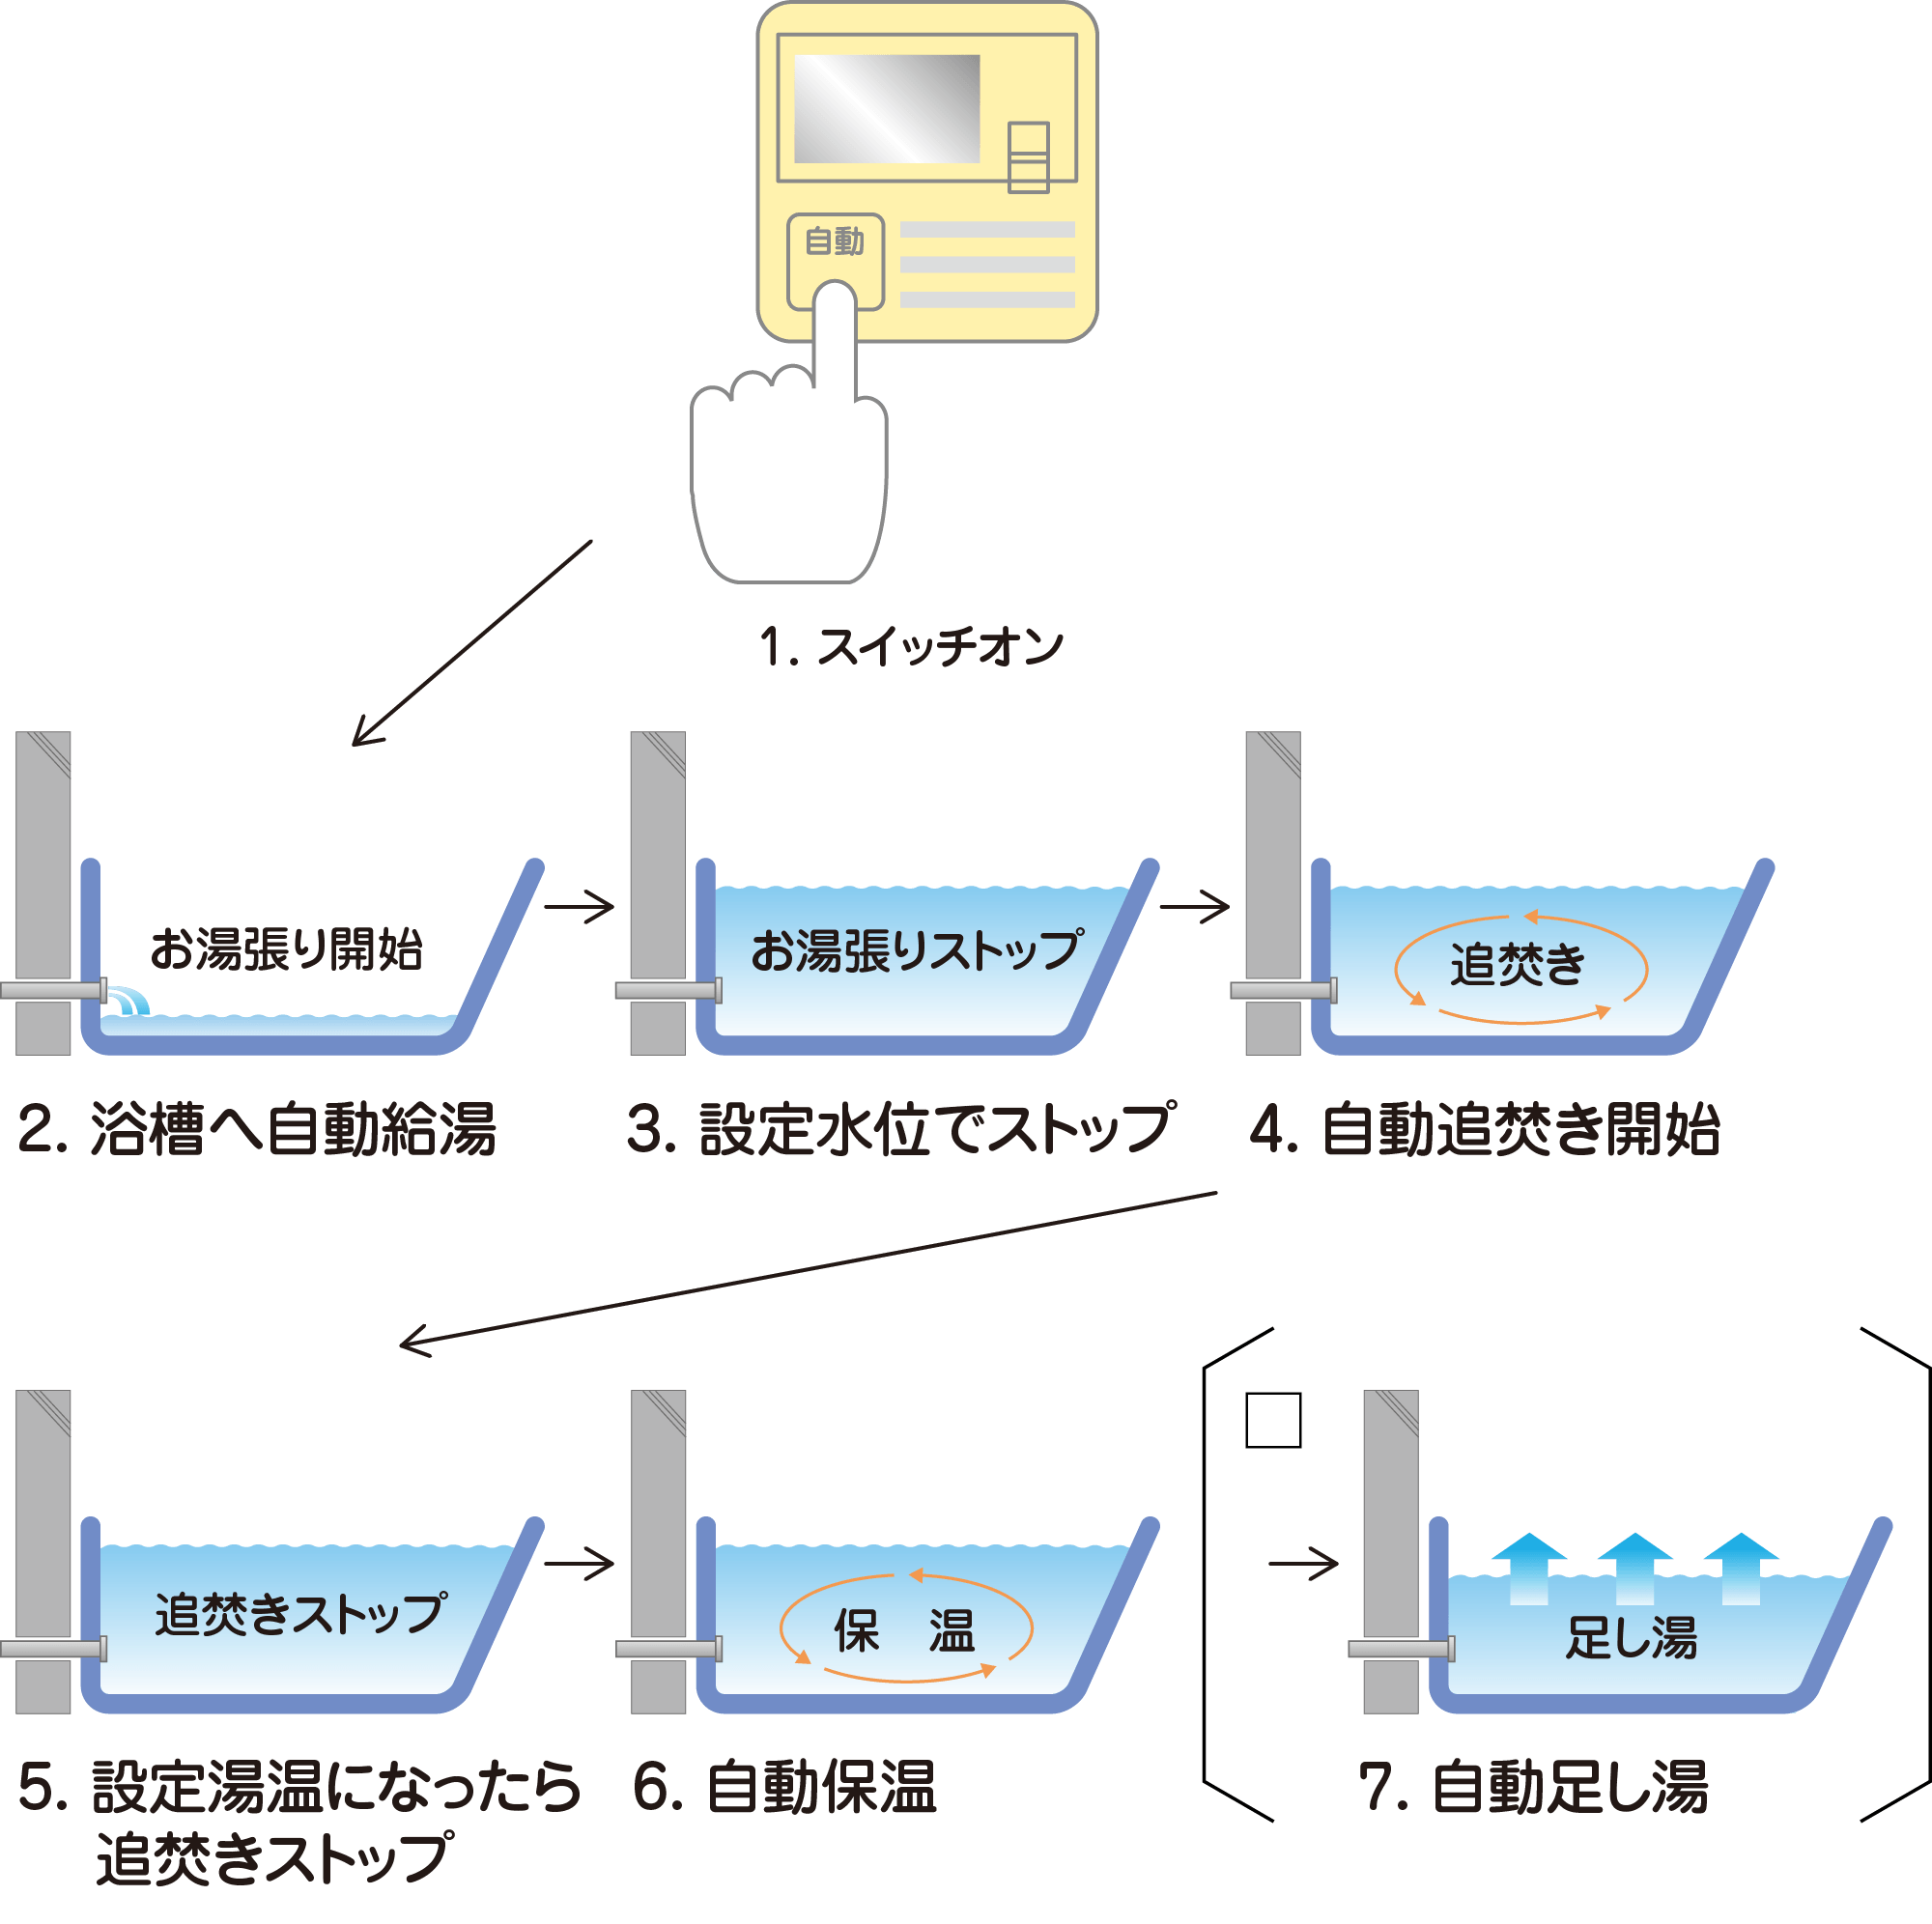 自動
1. スイッチオン
お湯張り開始
お湯張りストップ
追焚き
2. 浴槽へ自動給湯
3. 設定水位でストップ
4. 自動追焚き開始
追焚きストップ
保 温
足し湯
5. 設定湯温になったら
追焚きストップ
6. 自動保温
7. 自動足し湯